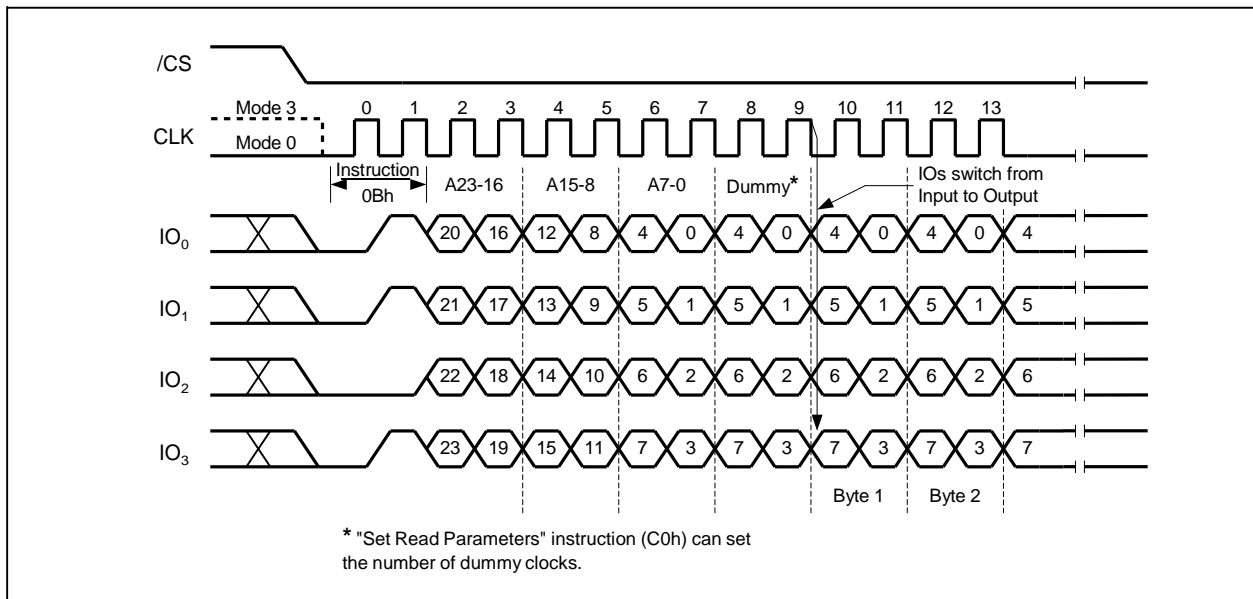 /CS
Mode 3 0 1 2 3 4 5 6 7 8 9 10 11 12 13
CLK
Mode 0
Instruction
0Bh
A23-16 A15-8 A7-0 Dummy*
IOs switch from
Input to Output
IO0 20 16 12 8 4 0 4 0 4 0 4 0 4
IO1 21 17 13 9 5 1 5 1 5 1 5 1 5
IO2 22 18 14 10 6 2 6 2 6 2 6 2 6
IO3 23 19 15 11 7 3 7 3 7 3 7 3 7
Byte 1 Byte 2
* "Set Read Parameters" instruction (C0h) can set
the number of dummy clocks.